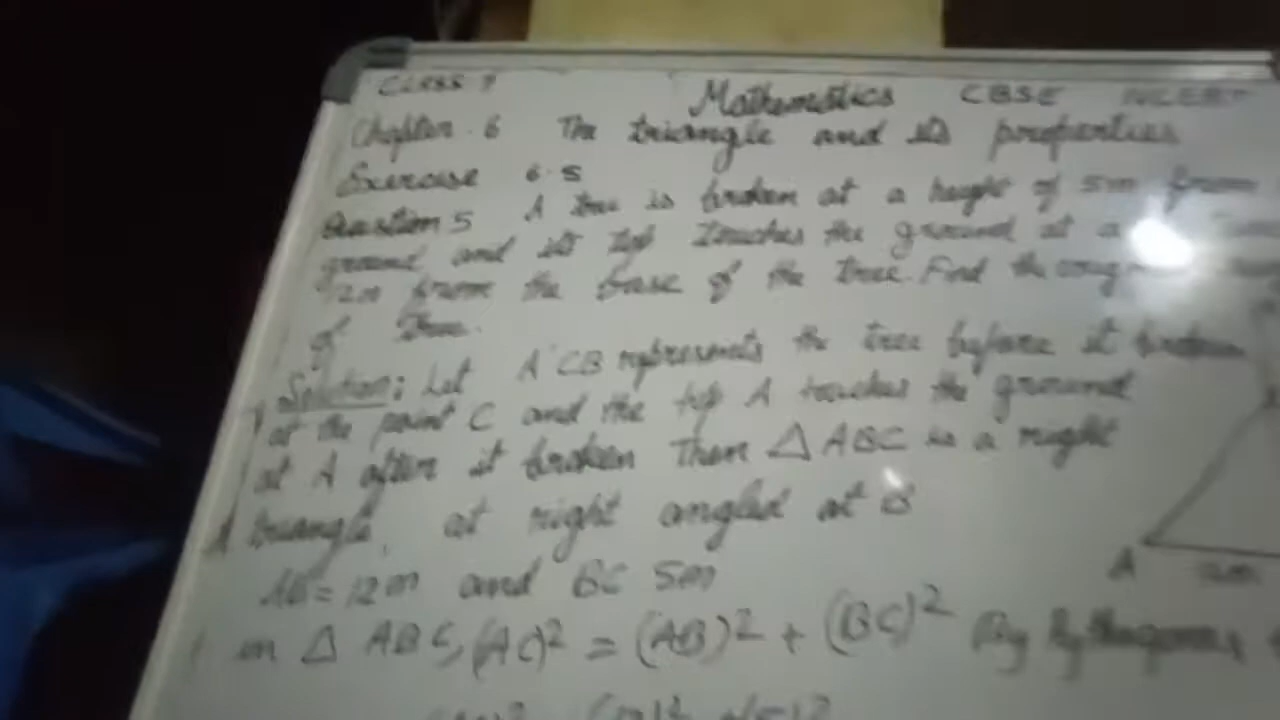 CLASS 7 Mathematics CBSE NCERT
Chapter. 6 The triangle and its properties
Exercise 6.5
Question 5 A tree is broken at a height of 5m from
ground and its top touches the ground at a
12m from the base of the tree. Find the
of tree.
Solution: Let A'CB represents the tree before it broken
at the point C and the top A touches the ground
at A after it broken Then △ ABC is a right
triangle, at right angled at B
AB = 12m and BC 5m
in △ ABC, (AC)² = (AB)² + (BC)² By Pythagoras
A 12m